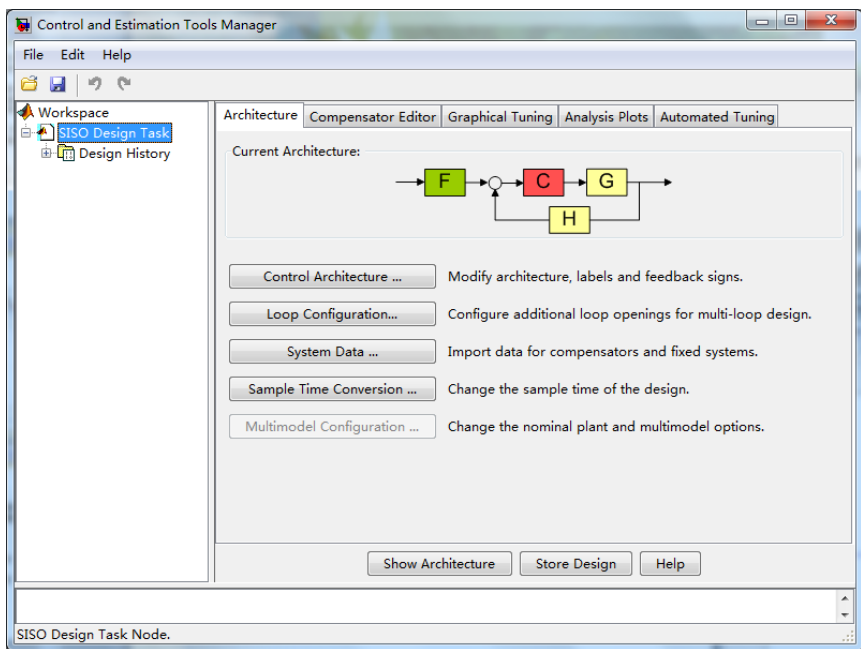 Control and Estimation Tools Manager
File Edit Help
Workspace
SISO Design Task
Design History
Architecture Compensator Editor Graphical Tuning Analysis Plots Automated Tuning
Current Architecture:
F C G
H
Control Architecture ... Modify architecture, labels and feedback signs.
Loop Configuration... Configure additional loop openings for multi-loop design.
System Data ... Import data for compensators and fixed systems.
Sample Time Conversion ... Change the sample time of the design.
Multimodel Configuration ... Change the nominal plant and multimodel options.
Show Architecture Store Design Help
SISO Design Task Node.